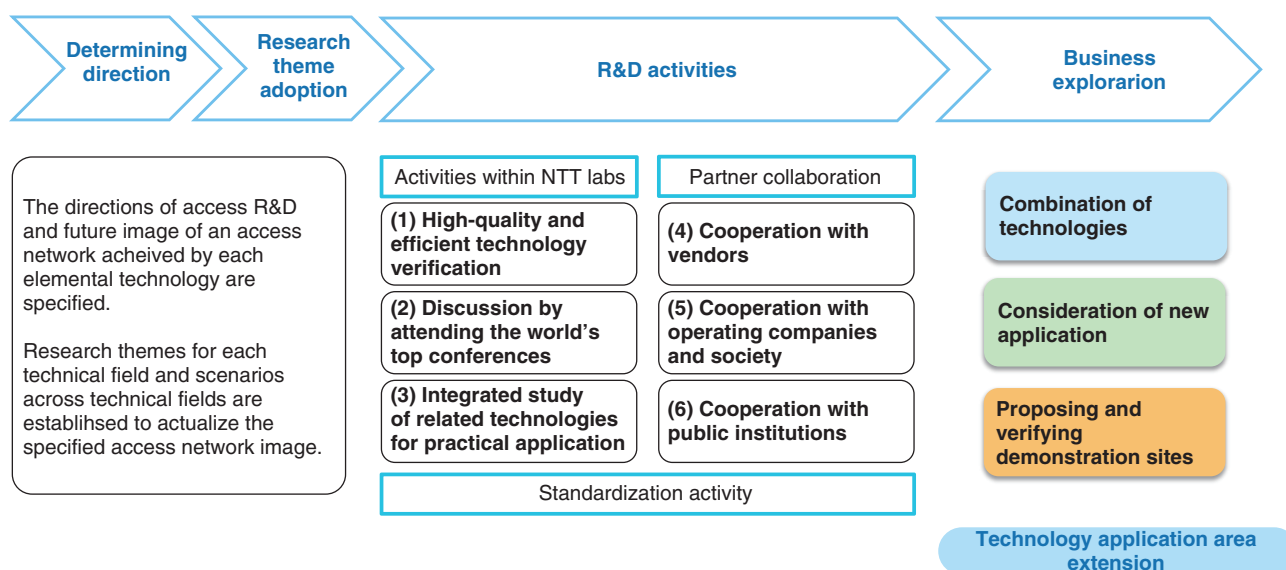 Determining
direction
Research
theme
adoption
R&D activities
Business
explorarion
The directions of access R&D
and future image of an access
network acheived by each
elemental technology are
specified.
Research themes for each
technical field and scenarios
across technical fields are
establihsed to actualize the
specified access network image.
Activities within NTT labs
(1) High-quality and
efficient technology
verification
(2) Discussion by
attending the world's
top conferences
(3) Integrated study
of related technologies
for practical application
Partner collaboration
(4) Cooperation with
vendors
(5) Cooperation with
operating companies
and society
(6) Cooperation with
public institutions
Standardization activity
Combination of
technologies
Consideration of new
application
Proposing and
verifying
demonstration sites
Technology application area
extension